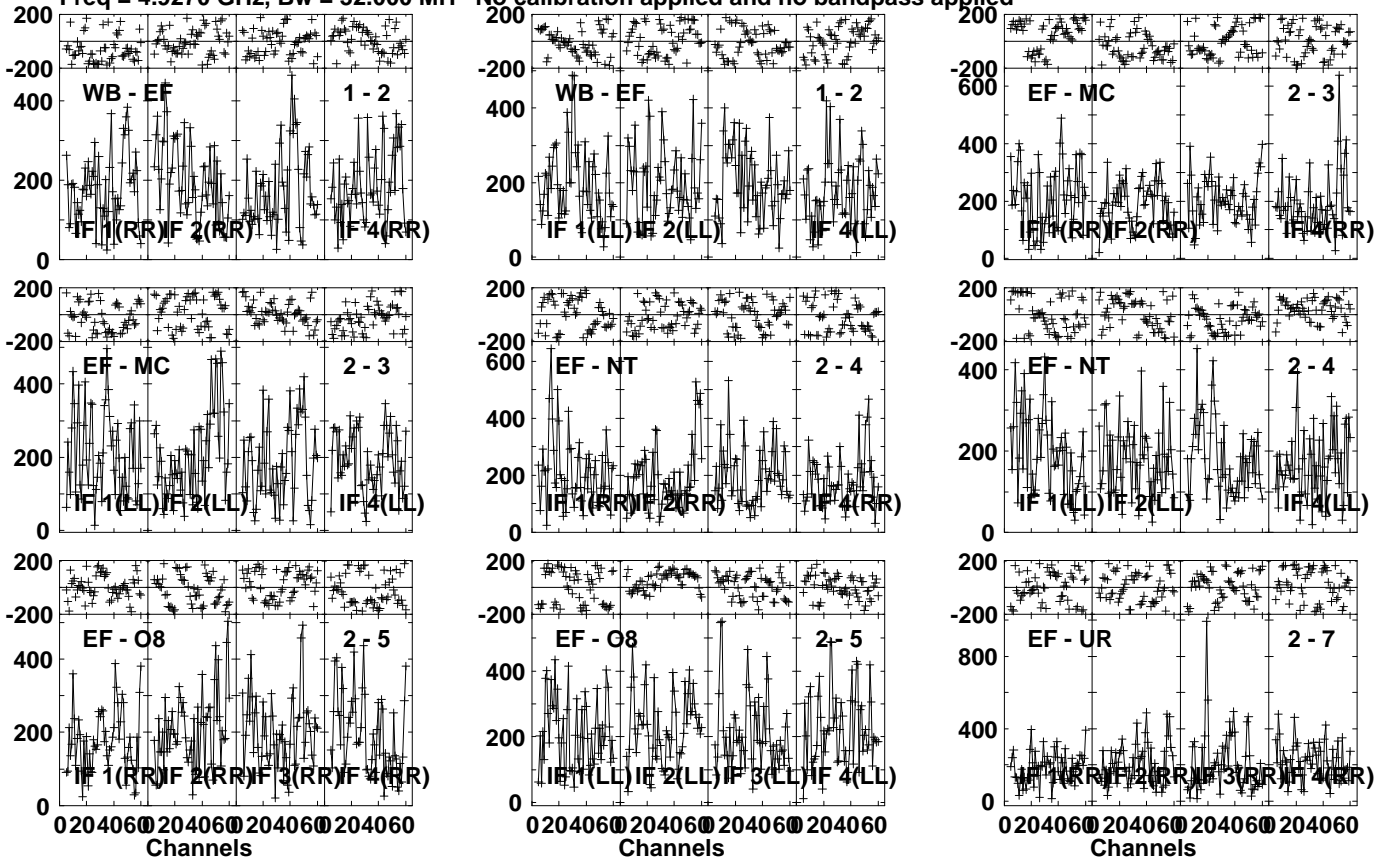 Freq = 4.9270 GHz, Bw = 32.000 MH No calibration applied and no bandpass applied
200
-200
WB - EF 1 - 2
400
200
0
IF 1(RR) IF 2(RR) IF 4(RR)
WB - EF 1 - 2
400
200
0
IF 1(LL) IF 2(LL) IF 4(LL)
200
-200
600
EF - MC 2 - 3
400
200
0
IF 1(RR) IF 2(RR) IF 4(RR)
200
-200
EF - MC 2 - 3
400
200
0
IF 1(LL) IF 2(LL) IF 4(LL)
200
-200
600
EF - NT 2 - 4
400
200
0
IF 1(RR) IF 2(RR) IF 4(RR)
200
-200
EF - NT 2 - 4
400
200
0
IF 1(LL) IF 2(LL) IF 4(LL)
200
-200
EF - O8 2 - 5
400
200
0
IF 1(RR) IF 2(RR) IF 3(RR) IF 4(RR)
0 20 40 60 0 20 40 60 0 20 40 60 0 20 40 60
Channels
200
-200
EF - O8 2 - 5
400
200
0
IF 1(LL) IF 2(LL) IF 3(LL) IF 4(LL)
0 20 40 60 0 20 40 60 0 20 40 60 0 20 40 60
Channels
200
-200
EF - UR 2 - 7
800
400
0
IF 1(RR) IF 2(RR) IF 3(RR) IF 4(RR)
0 20 40 60 0 20 40 60 0 20 40 60 0 20 40 60
Channels